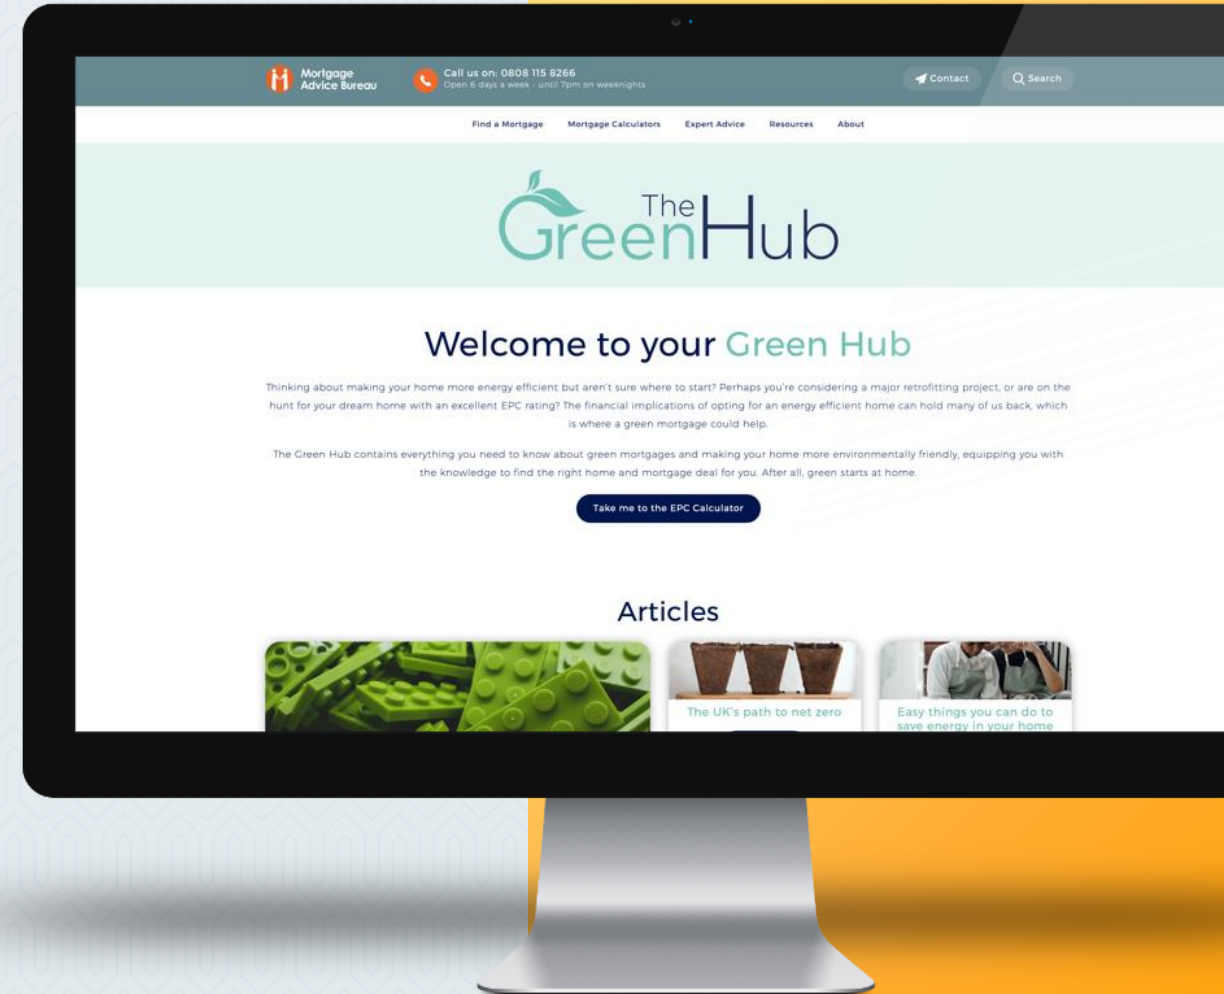 Mortgage
Advice Bureau
Call us on: 0808 115 8266
Open 6 days a week - until 7pm on weeknights
Contact
Search
Find a Mortgage
Mortgage Calculators
Expert Advice
Resources
About
The
GreenHub
Welcome to your Green Hub
Thinking about making your home more energy efficient but aren't sure where to start? Perhaps you're considering a major retrofitting project, or are on the
hunt for your dream home with an excellent EPC rating? The financial implications of opting for an energy efficient home can hold many of us back, which
is where a green mortgage could help.
The Green Hub contains everything you need to know about green mortgages and making your home more environmentally friendly, equipping you with
the knowledge to find the right home and mortgage deal for you. After all, green starts at home.
Take me to the EPC Calculator
Articles
The UK's path to net zero
Easy things you can do to
save energy in your home